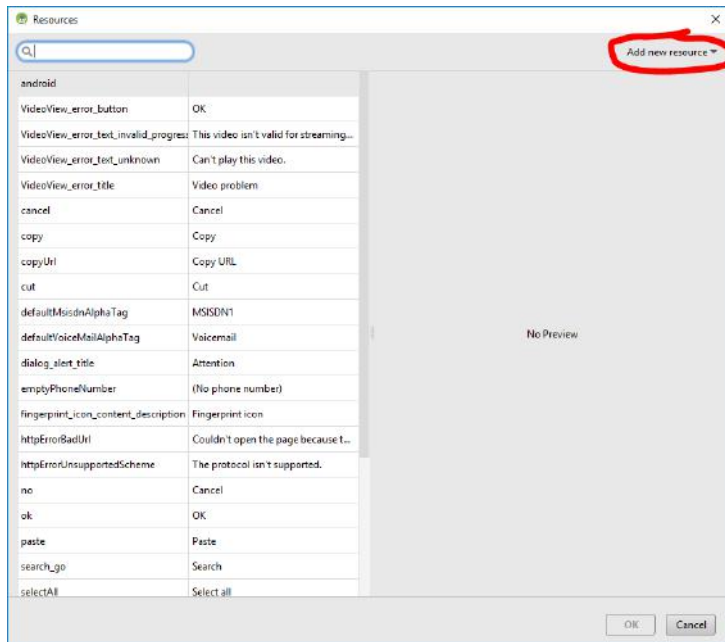 Resources
Add new resource
android
VideoView_error_button OK
VideoView_error_text_invalid_progres: This video isn't valid for streaming...
VideoView_error_text_unknown Can't play this video.
VideoView_error_title Video problem
cancel Cancel
copy Copy
copyUrl Copy URL
cut Cut
defaultMsisdnAlphaTag MSISDN1
defaultVoiceMailAlphaTag Voicemail
dialog_alert_title Attention
emptyPhoneNumber (No phone number)
fingerprint_icon_content_description Fingerprint icon
httpErrorBadUrl Couldn't open the page because t...
httpErrorUnsupportedScheme The protocol isn't supported.
no Cancel
ok OK
paste Paste
search_go Search
selectAll Select all
No Preview
OK Cancel